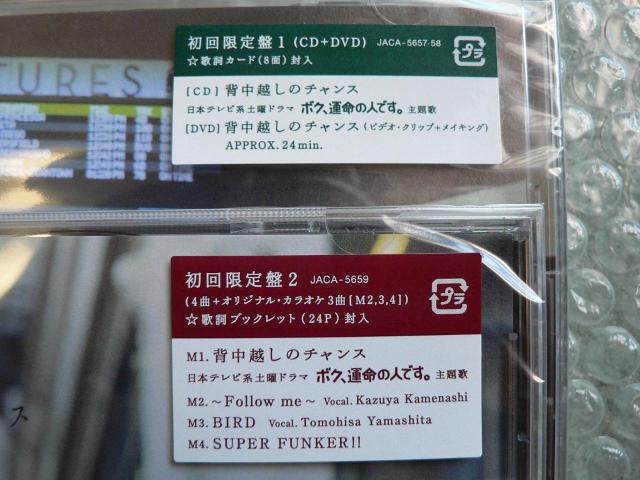 TURES
初回限定盤1 (CD+DVD) JACA-5657・58
☆歌詞カード(8面)封入
プラ
[CD] 背中越しのチャンス
日本テレビ系土曜ドラマ ボク、運命の人です。主題歌
[DVD] 背中越しのチャンス(ビデオ・クリップ+メイキング)
APPROX. 24min.
初回限定盤2 JACA-5659
(4曲+オリジナル・カラオケ3曲[M2,3,4])
☆歌詞ブックレット(24P)封入
プラ
M1. 背中越しのチャンス
日本テレビ系土曜ドラマ ボク、運命の人です。主題歌
M2. ~Follow me~ Vocal. Kazuya Kamenashi
M3. BIRD Vocal. Tomohisa Yamashita
M4. SUPER FUNKER!!
ス